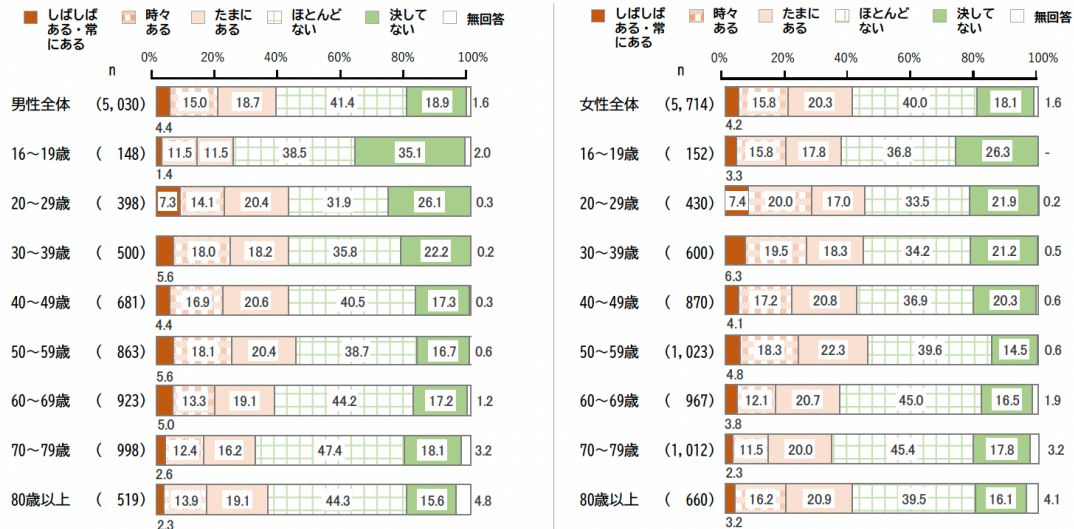 しばしば
ある・常
にある
時々
ある
たまに
ある
ほとんど
ない
決して
ない
無回答
n
0% 20% 40% 60% 80% 100%
男性全体 (5,030) 15.0 18.7 41.4 18.9 1.6
4.4
16～19歳 ( 148) 11.5 11.5 38.5 35.1 2.0
1.4
20～29歳 ( 398) 7.3 14.1 20.4 31.9 26.1 0.3
30～39歳 ( 500) 18.0 18.2 35.8 22.2 0.2
5.6
40～49歳 ( 681) 16.9 20.6 40.5 17.3 0.3
4.4
50～59歳 ( 863) 18.1 20.4 38.7 16.7 0.6
5.6
60～69歳 ( 923) 13.3 19.1 44.2 17.2 1.2
5.0
70～79歳 ( 998) 12.4 16.2 47.4 18.1 3.2
2.6
80歳以上 ( 519) 13.9 19.1 44.3 15.6 4.8
2.3
しばしば
ある・常
にある
時々
ある
たまに
ある
ほとんど
ない
決して
ない
無回答
n
0% 20% 40% 60% 80% 100%
女性全体 (5,714) 15.8 20.3 40.0 18.1 1.6
4.2
16～19歳 ( 152) 15.8 17.8 36.8 26.3 -
3.3
20～29歳 ( 430) 7.4 20.0 17.0 33.5 21.9 0.2
30～39歳 ( 600) 19.5 18.3 34.2 21.2 0.5
6.3
40～49歳 ( 870) 17.2 20.8 36.9 20.3 0.6
4.1
50～59歳 (1,023) 18.3 22.3 39.6 14.5 0.6
4.8
60～69歳 ( 967) 12.1 20.7 45.0 16.5 1.9
3.8
70～79歳 (1,012) 11.5 20.0 45.4 17.8 3.2
2.3
80歳以上 ( 660) 16.2 20.9 39.5 16.1 4.1
3.2